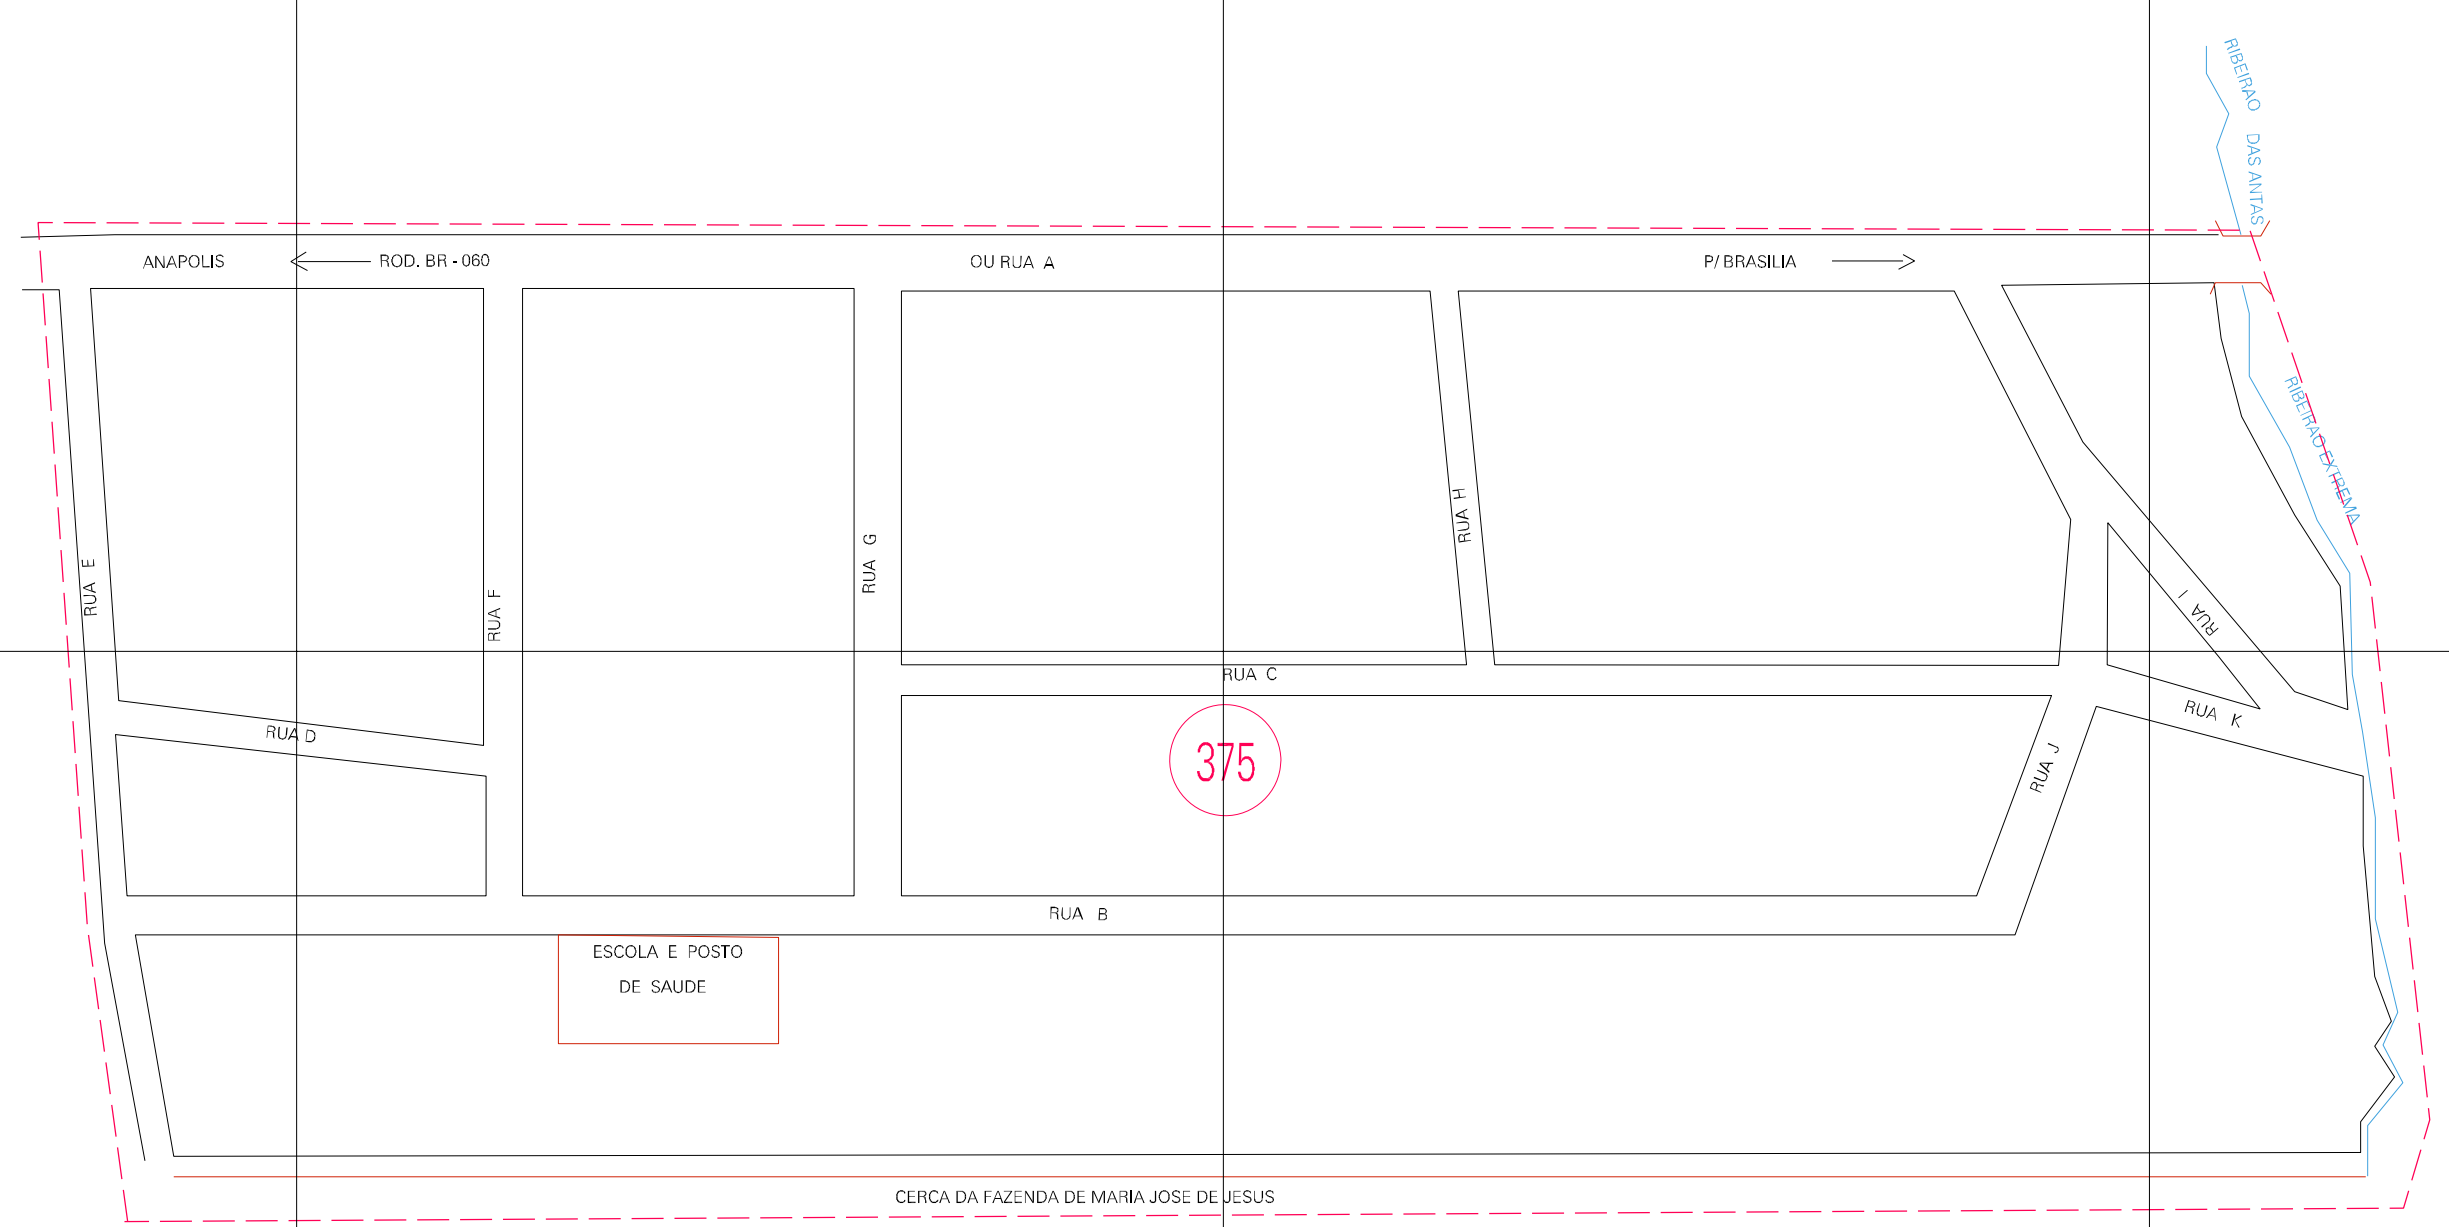 RIBEIRAO DAS ANTAS
ANAPOLIS
ROD. BR - 060
OU RUA A
P/ BRASILIA
RIBEIRAO EXTREMA
RUA E
RUA F
RUA G
RUA H
RUA I
RUA C
RUA D
RUA K
RUA J
375
RUA B
ESCOLA E POSTO
DE SAUDE
CERCA DA FAZENDA DE MARIA JOSE DE JESUS